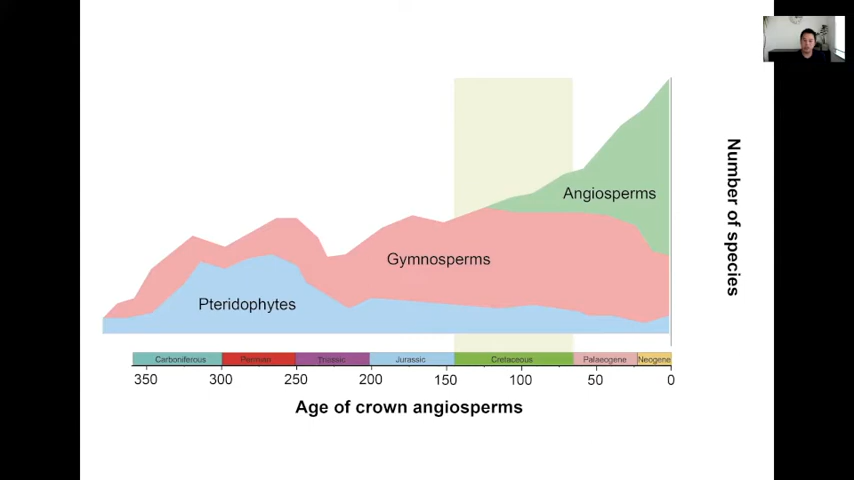 Angiosperms
Number of species
Gymnosperms
Pteridophytes
Carboniferous Permian Triassic Jurassic Cretaceous Palaeogene Neogene
350 300 250 200 150 100 50 0
Age of crown angiosperms